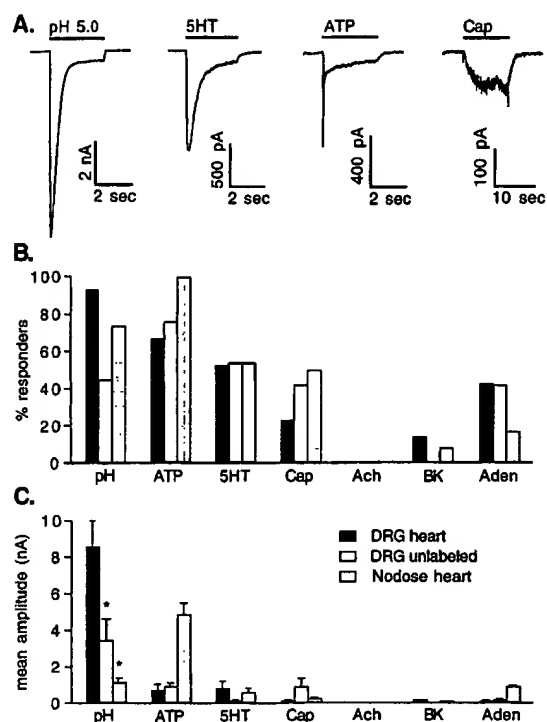 A.
pH 5.0 5HT ATP Cap
2 nA 500 pA 400 pA 100 pA
2 sec 2 sec 2 sec 10 sec
B.
% responders
100
80
60
40
20
0
pH ATP 5HT Cap Ach BK Aden
C.
mean amplitude (nA)
10
8
6
4
2
0
DRG heart
DRG unlabeled
Nodose heart
*
*
pH ATP 5HT Cap Ach BK Aden